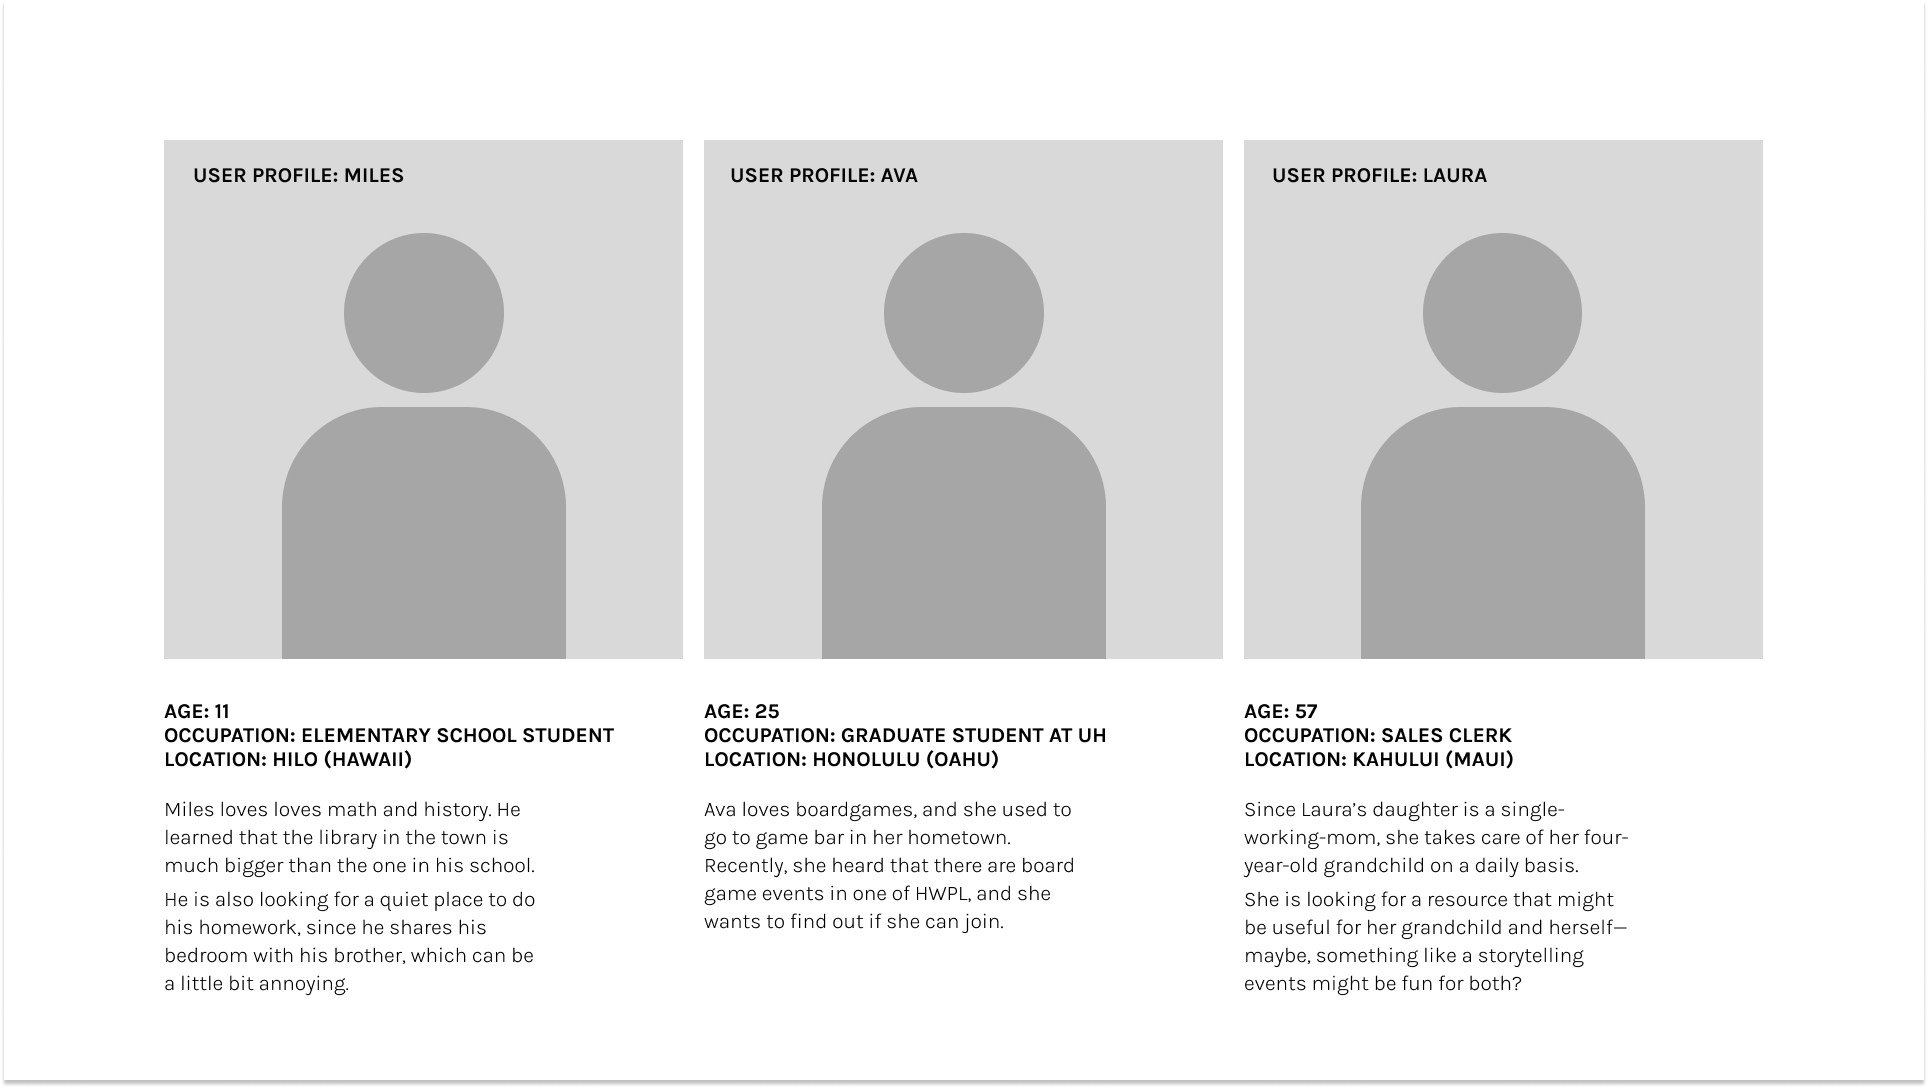 USER PROFILE: MILES
AGE: 11
OCCUPATION: ELEMENTARY SCHOOL STUDENT
LOCATION: HILO (HAWAII)
Miles loves loves math and history. He
learned that the library in the town is
much bigger than the one in his school.
He is also looking for a quiet place to do
his homework, since he shares his
bedroom with his brother, which can be
a little bit annoying.
USER PROFILE: AVA
AGE: 25
OCCUPATION: GRADUATE STUDENT AT UH
LOCATION: HONOLULU (OAHU)
Ava loves boardgames, and she used to
go to game bar in her hometown.
Recently, she heard that there are board
game events in one of HWPL, and she
wants to find out if she can join.
USER PROFILE: LAURA
AGE: 57
OCCUPATION: SALES CLERK
LOCATION: KAHULUI (MAUI)
Since Laura’s daughter is a single-
working-mom, she takes care of her four-
year-old grandchild on a daily basis.
She is looking for a resource that might
be useful for her grandchild and herself—
maybe, something like a storytelling
events might be fun for both?